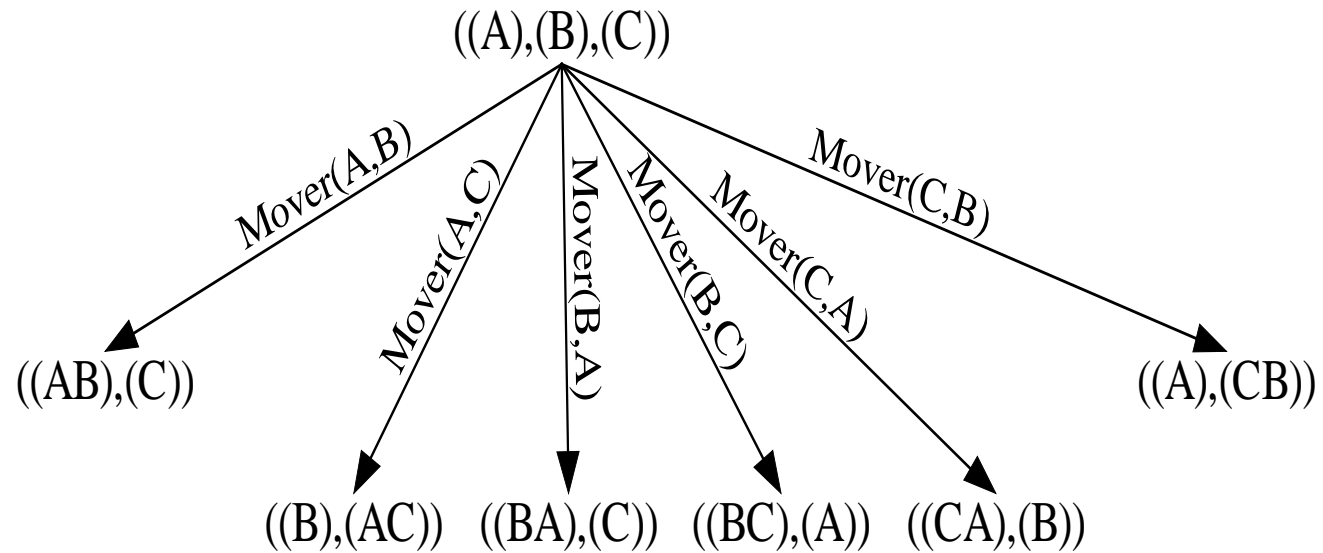 ((A),(B),(C))
Mover(A,B)
Mover(A,C)
Mover(B,A)
Mover(B,C)
Mover(C,A)
Mover(C,B)
((AB),(C))
((A),(CB))
((B),(AC))
((BA),(C))
((BC),(A))
((CA),(B))